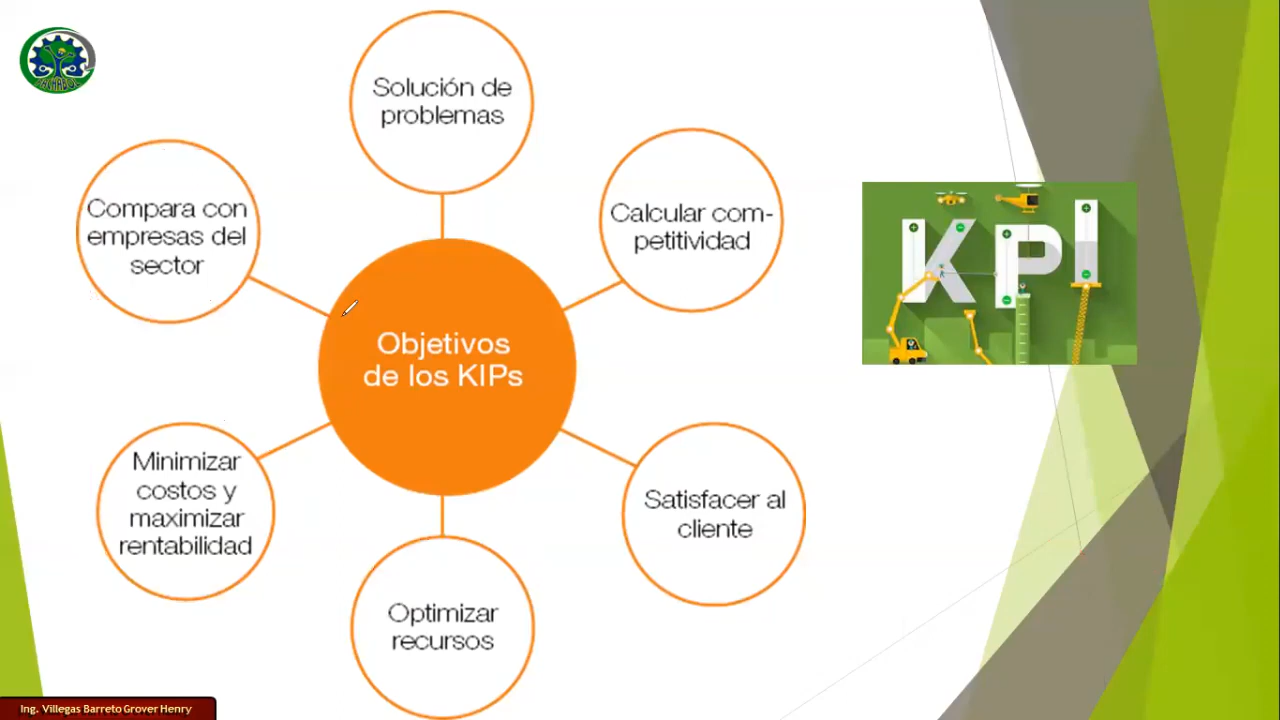 Solución de
problemas
Calcular com-
petitividad
Compara con
empresas del
sector
Objetivos
de los KIPs
KPI
Minimizar
costos y
maximizar
rentabilidad
Satisfacer al
cliente
Optimizar
recursos
Ing. Villegas Barreto Grover Henry